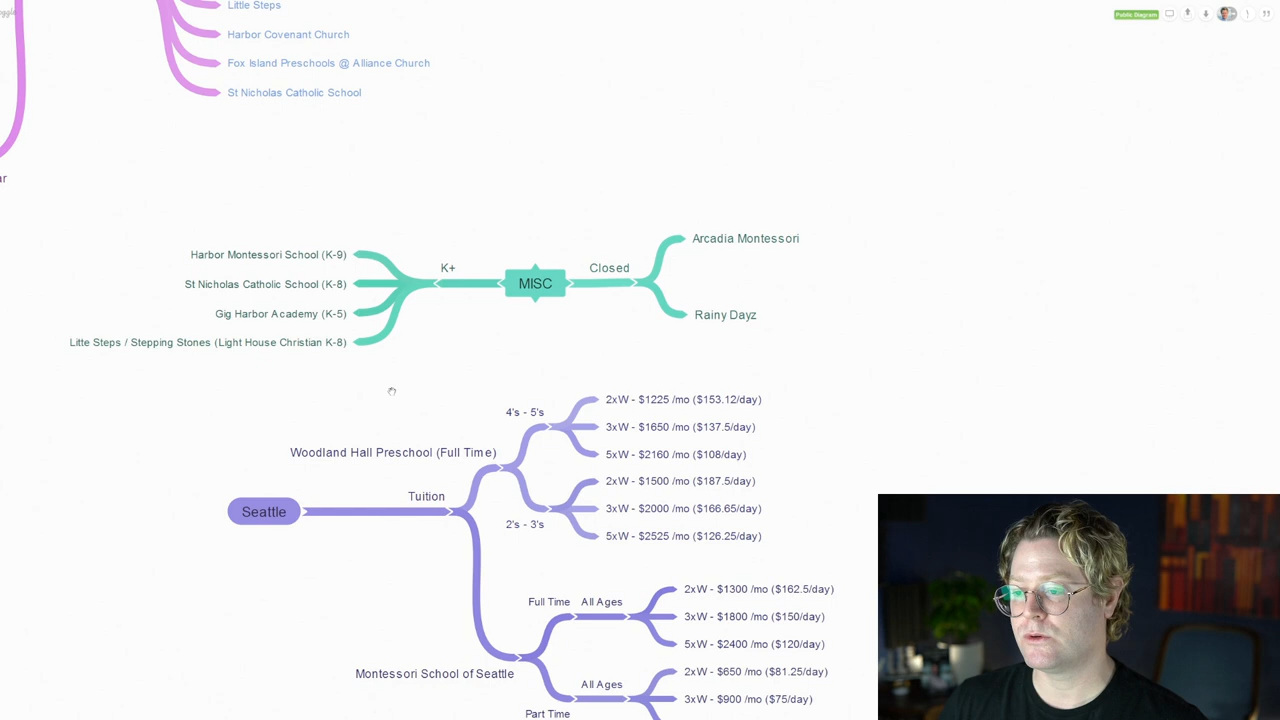 Little Steps
Public Diagram
Harbor Covenant Church
Fox Island Preschools @ Alliance Church
St Nicholas Catholic School
ar
Harbor Montessori School (K-9)
St Nicholas Catholic School (K-8)
Gig Harbor Academy (K-5)
Litte Steps / Stepping Stones (Light House Christian K-8)
K+
MISC
Closed
Arcadia Montessori
Rainy Dayz
Seattle
Tuition
Woodland Hall Preschool (Full Time)
4's - 5's
2xW - $1225 /mo ($153.12/day)
3xW - $1650 /mo ($137.5/day)
5xW - $2160 /mo ($108/day)
2's - 3's
2xW - $1500 /mo ($187.5/day)
3xW - $2000 /mo ($166.65/day)
5xW - $2525 /mo ($126.25/day)
Montessori School of Seattle
Full Time
All Ages
2xW - $1300 /mo ($162.5/day)
3xW - $1800 /mo ($150/day)
5xW - $2400 /mo ($120/day)
Part Time
All Ages
2xW - $650 /mo ($81.25/day)
3xW - $900 /mo ($75/day)